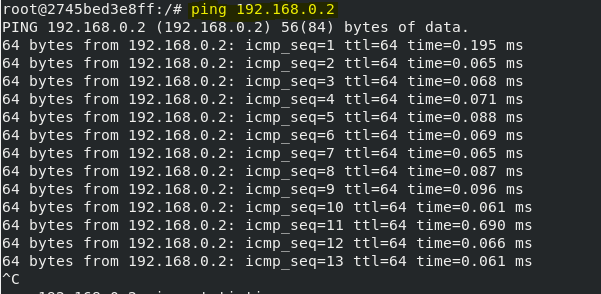 root@2745bed3e8ff:/# ping 192.168.0.2
PING 192.168.0.2 (192.168.0.2) 56(84) bytes of data.
64 bytes from 192.168.0.2: icmp_seq=1 ttl=64 time=0.195 ms
64 bytes from 192.168.0.2: icmp_seq=2 ttl=64 time=0.065 ms
64 bytes from 192.168.0.2: icmp_seq=3 ttl=64 time=0.068 ms
64 bytes from 192.168.0.2: icmp_seq=4 ttl=64 time=0.071 ms
64 bytes from 192.168.0.2: icmp_seq=5 ttl=64 time=0.088 ms
64 bytes from 192.168.0.2: icmp_seq=6 ttl=64 time=0.069 ms
64 bytes from 192.168.0.2: icmp_seq=7 ttl=64 time=0.065 ms
64 bytes from 192.168.0.2: icmp_seq=8 ttl=64 time=0.087 ms
64 bytes from 192.168.0.2: icmp_seq=9 ttl=64 time=0.096 ms
64 bytes from 192.168.0.2: icmp_seq=10 ttl=64 time=0.061 ms
64 bytes from 192.168.0.2: icmp_seq=11 ttl=64 time=0.690 ms
64 bytes from 192.168.0.2: icmp_seq=12 ttl=64 time=0.066 ms
64 bytes from 192.168.0.2: icmp_seq=13 ttl=64 time=0.061 ms
^C